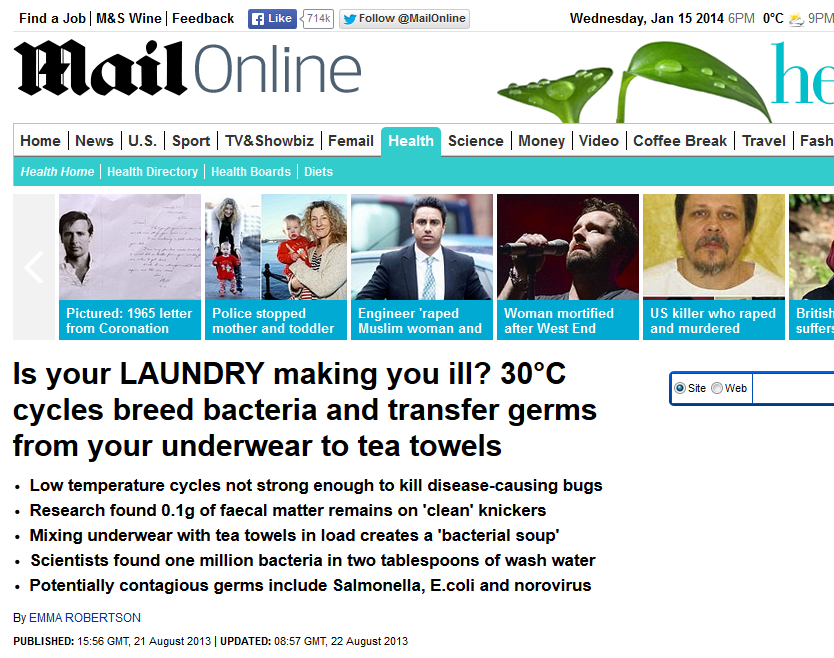 Find a Job | M&S Wine | Feedback Like 714k Follow @MailOnline Wednesday, Jan 15 2014 6PM 0°C 9PM
Mail Online he
Home News U.S. Sport TV&Showbiz Femail Health Science Money Video Coffee Break Travel Fash
Health Home Health Directory Health Boards Diets
Pictured: 1965 letter
from Coronation
Police stopped
mother and toddler
Engineer 'raped
Muslim woman and
Woman mortified
after West End
US killer who raped
and murdered
British
suffers
Is your LAUNDRY making you ill? 30°C
cycles breed bacteria and transfer germs
from your underwear to tea towels
Site Web
• Low temperature cycles not strong enough to kill disease-causing bugs
• Research found 0.1g of faecal matter remains on 'clean' knickers
• Mixing underwear with tea towels in load creates a 'bacterial soup'
• Scientists found one million bacteria in two tablespoons of wash water
• Potentially contagious germs include Salmonella, E.coli and norovirus
By EMMA ROBERTSON
PUBLISHED: 15:56 GMT, 21 August 2013 | UPDATED: 08:57 GMT, 22 August 2013